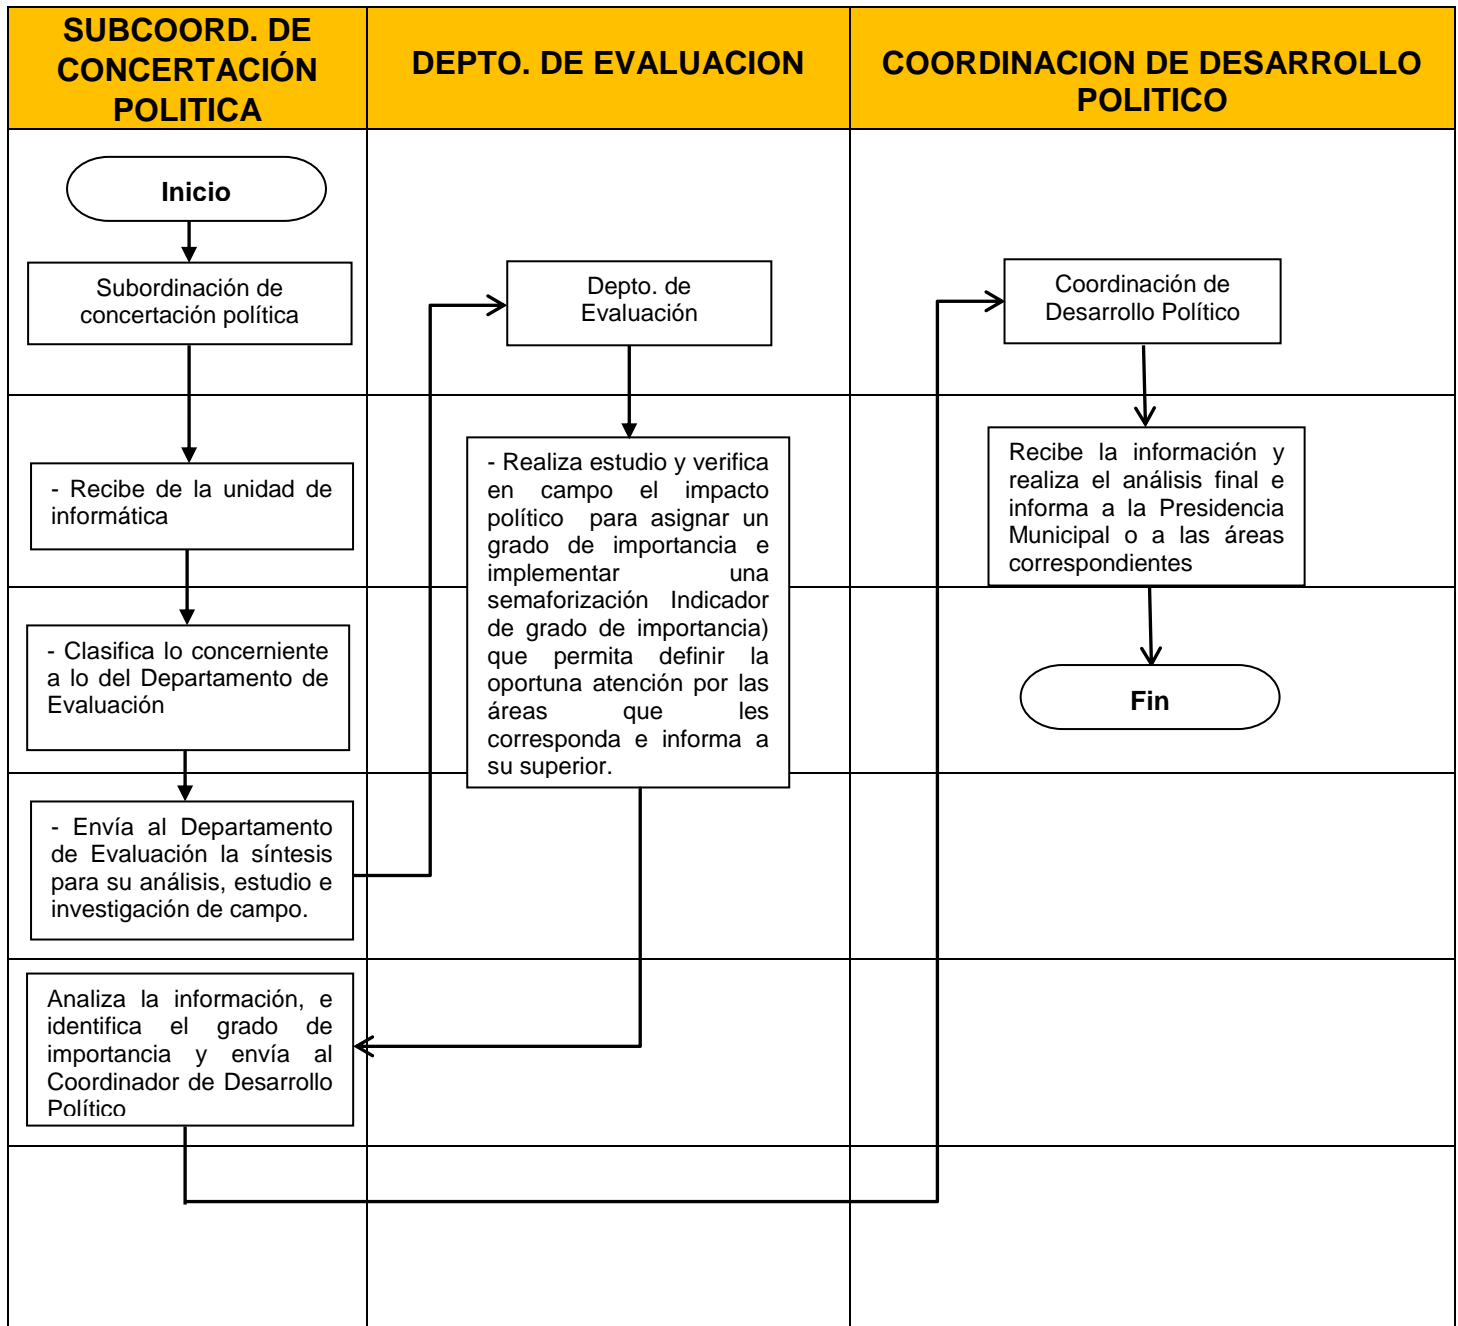 SUBCOORD. DE
CONCERTACIÓN
POLITICA
DEPTO. DE EVALUACION
COORDINACION DE DESARROLLO
POLITICO
Inicio
Subordinación de
concertación política
- Recibe de la unidad de
informática
- Clasifica lo concerniente
a lo del Departamento de
Evaluación
- Envía al Departamento
de Evaluación la síntesis
para su análisis, estudio e
investigación de campo.
Analiza la información, e
identifica el grado de
importancia y envía al
Coordinador de Desarrollo
Político
Depto. de
Evaluación
- Realiza estudio y verifica
en campo el impacto
político para asignar un
grado de importancia e
implementar una
semaforización Indicador
de grado de importancia)
que permita definir la
oportuna atención por las
áreas que les
corresponda e informa a
su superior.
Coordinación de
Desarrollo Político
Recibe la información y
realiza el análisis final e
informa a la Presidencia
Municipal o a las áreas
correspondientes
Fin